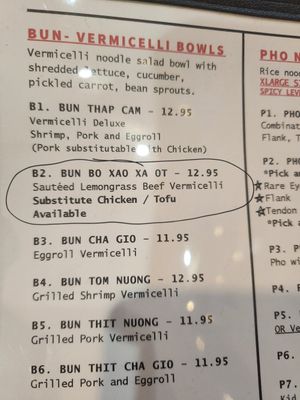 BUN- VERMICELLI BOWLS
Vermicelli noodle salad bowl with
shredded lettuce, cucumber,
pickled carrot, bean sprouts.
B1. BUN THAP CAM - 12.95
Vermicelli Deluxe
Shrimp, Pork and Eggroll
(Pork substitutable with Chicken)
B2. BUN BO XAO XA OT - 12.95
Sautéed Lemongrass Beef Vermicelli
Substitute Chicken / Tofu
Available
B3. BUN CHA GIO - 11.95
Eggroll Vermicelli
B4. BUN TOM NUONG - 12.95
Grilled Shrimp Vermicelli
B5. BUN THIT NUONG - 11.95
Grilled Pork Vermicelli
B6. BUN THIT CHA GIO - 11.95
Grilled Pork and Eggroll
PHO N
Rice noo
XLARGE S
SPICY LEVE
P1. PHO
Combinat
Flank, T
P2. PHO
*Pick a
Rare Ey
Flank
Tendon
*Pick a
P3. P
Pho wi
P4. P
P5.
OR Ve
P6.
P7.
Kid